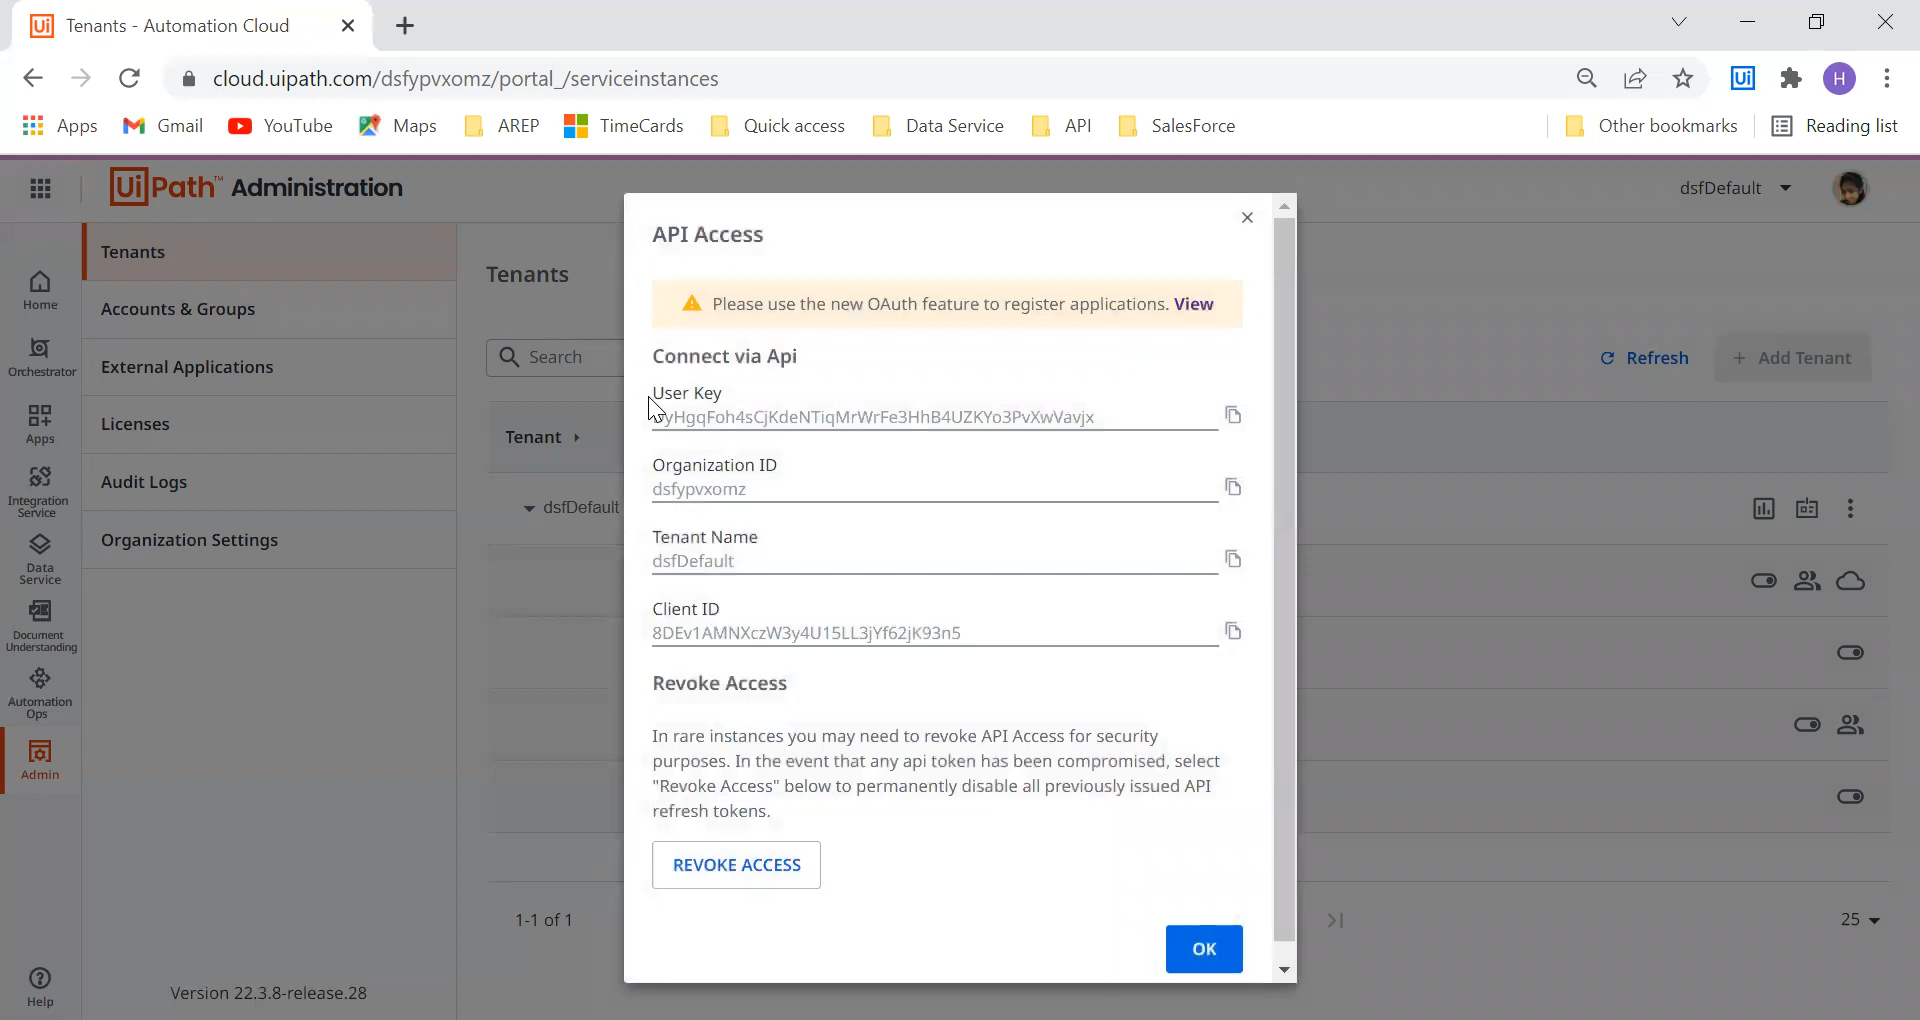 Tenants - Automation Cloud
cloud.uipath.com/dsfypvxomz/portal_/serviceinstances
H
Apps
Gmail
YouTube
Maps
AREP
TimeCards
Quick access
Data Service
API
SalesForce
Other bookmarks
Reading list
UiPath™ Administration
dsfDefault
Home
Orchestrator
Apps
Integration
Service
Data
Service
Document
Understanding
Automation
Ops
Admin
Help
Tenants
Accounts & Groups
External Applications
Licenses
Audit Logs
Organization Settings
Version 22.3.8-release.28
Tenants
Search
Refresh
+ Add Tenant
Tenant
dsfDefault
1-1 of 1
25
API Access
Please use the new OAuth feature to register applications. View
Connect via Api
User Key
Organization ID
dsfypvxomz
Tenant Name
dsfDefault
Client ID
8DEv1AMNXczW3y4U15LL3jYf62jK93n5
Revoke Access
In rare instances you may need to revoke API Access for security
purposes. In the event that any api token has been compromised, select
"Revoke Access" below to permanently disable all previously issued API
refresh tokens.
REVOKE ACCESS
OK